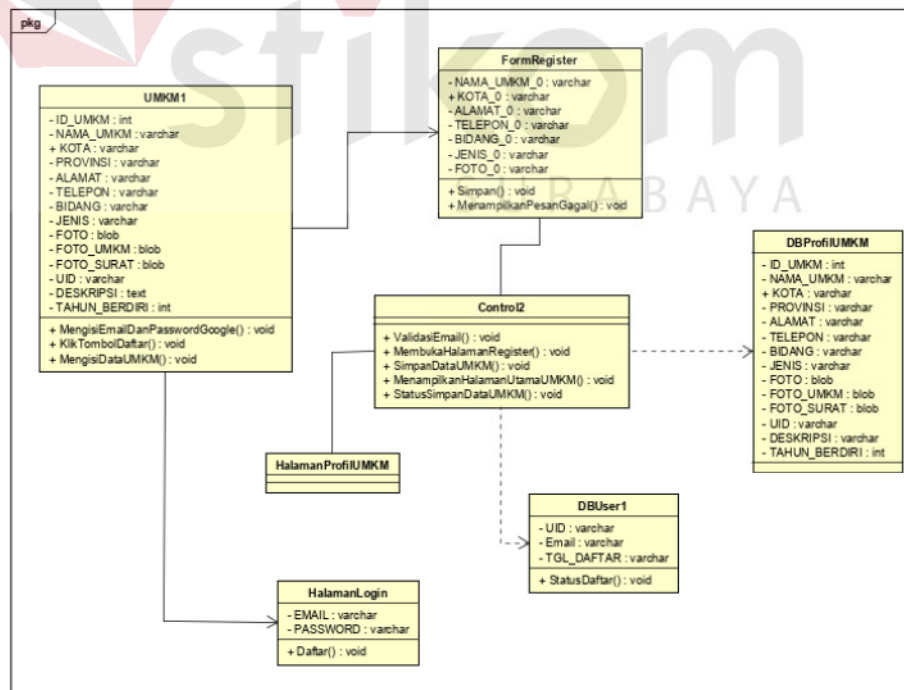 pkg
stikom
SURABAYA
UMKM1
- ID_UMKM : int
- NAMA_UMKM : varchar
+ KOTA : varchar
- PROVINSI : varchar
- ALAMAT : varchar
- TELEPON : varchar
- BIDANG : varchar
- JENIS : varchar
- FOTO : blob
- FOTO_UMKM : blob
- FOTO_SURAT : blob
- UID : varchar
- DESKRIPSI : text
- TAHUN_BERDIRI : int
+ MengisiEmailDanPasswordGoogle() : void
+ KlikTombolDaftar() : void
+ MengisiDataUMKM() : void
FormRegister
- NAMA_UMKM_0 : varchar
+ KOTA_0 : varchar
- ALAMAT_0 : varchar
- TELEPON_0 : varchar
- BIDANG_0 : varchar
- JENIS_0 : varchar
- FOTO_0 : varchar
+ Simpan() : void
+ MenampilkanPesanGagal() : void
Control2
+ ValidasiEmail() : void
+ MembukaHalamanRegister() : void
+ SimpanDataUMKM() : void
+ MenampilkanHalamanUtamaUMKM() : void
+ StatusSimpanDataUMKM() : void
DBProfilUMKM
- ID_UMKM : int
- NAMA_UMKM : varchar
+ KOTA : varchar
- PROVINSI : varchar
- ALAMAT : varchar
- TELEPON : varchar
- BIDANG : varchar
- JENIS : varchar
- FOTO : blob
- FOTO_UMKM : blob
- FOTO_SURAT : blob
- UID : varchar
- DESKRIPSI : varchar
- TAHUN_BERDIRI : int
HalamanProfilUMKM
DBUser1
- UID : varchar
- Email : varchar
- TGL_DAFTAR : varchar
+ StatusDaftar() : void
HalamanLogin
- EMAIL : varchar
- PASSWORD : varchar
+ Daftar() : void